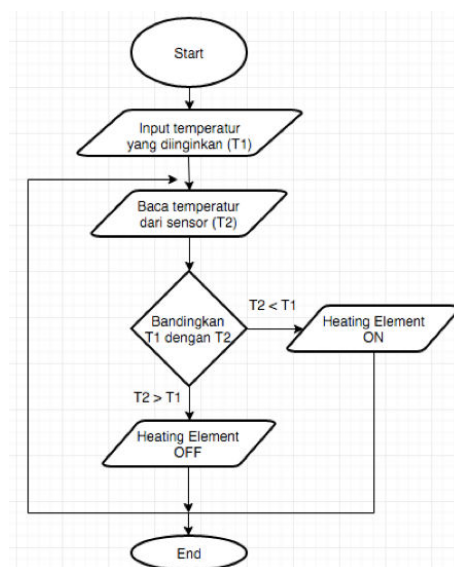 Start
Input temperatur
yang diinginkan (T1)
Baca temperatur
dari sensor (T2)
Bandingkan
T1 dengan T2
T2 < T1
Heating Element
ON
T2 > T1
Heating Element
OFF
End